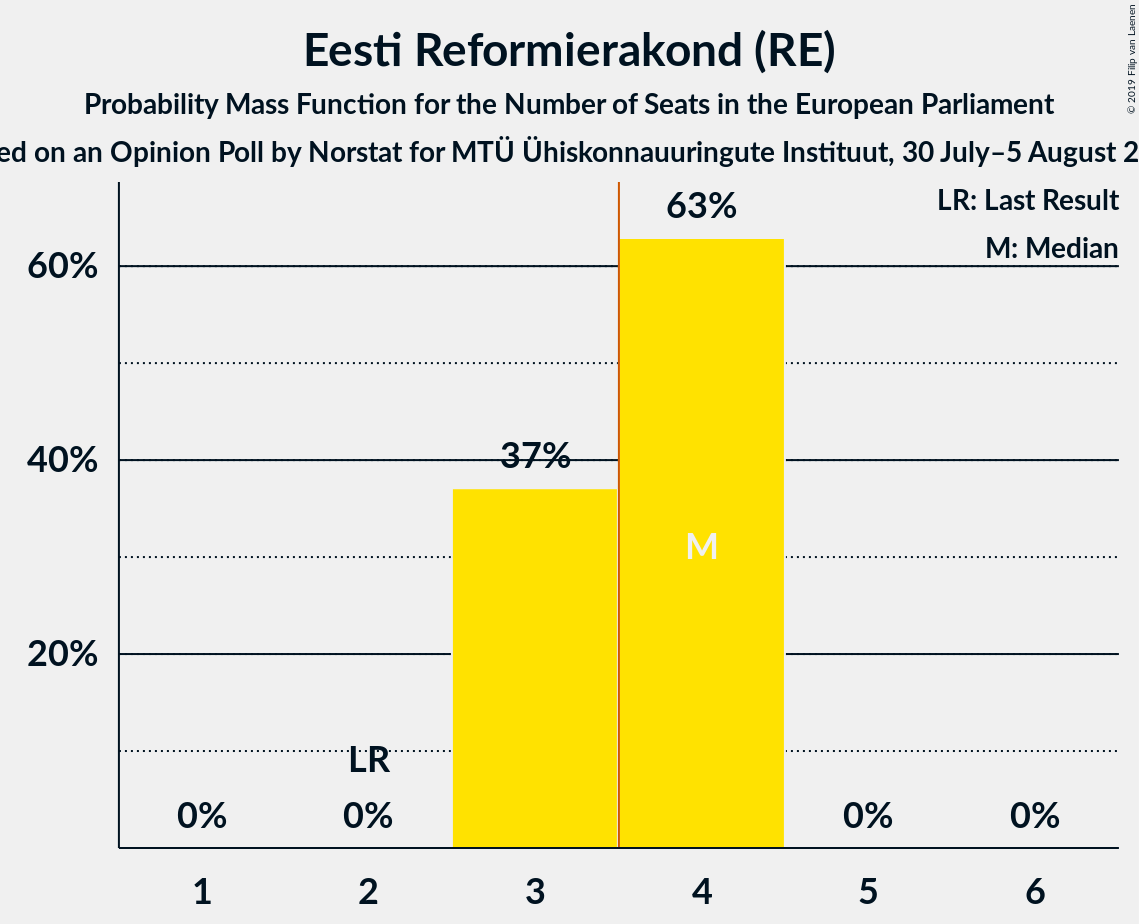 Eesti Reformierakond (RE)
Probability Mass Function for the Number of Seats in the European Parliament
ed on an Opinion Poll by Norstat for MTÜ Ühiskonnauuringute Instituut, 30 July–5 August 2
© 2019 Filip van Laenen
LR: Last Result
M: Median
63%
60%
37%
40%
M
20%
LR
0%
0%
0%
0%
1
2
3
4
5
6